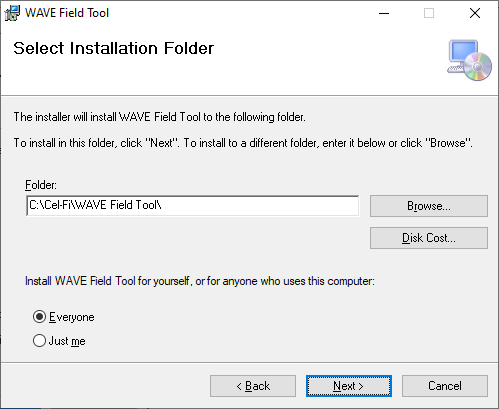 WAVE Field Tool
Select Installation Folder
The installer will install WAVE Field Tool to the following folder.
To install in this folder, click "Next". To install to a different folder, enter it below or click "Browse".
Folder:
C:\Cel-Fi\WAVE Field Tool\
Browse...
Disk Cost...
Install WAVE Field Tool for yourself, or for anyone who uses this computer:
Everyone
Just me
< Back
Next >
Cancel